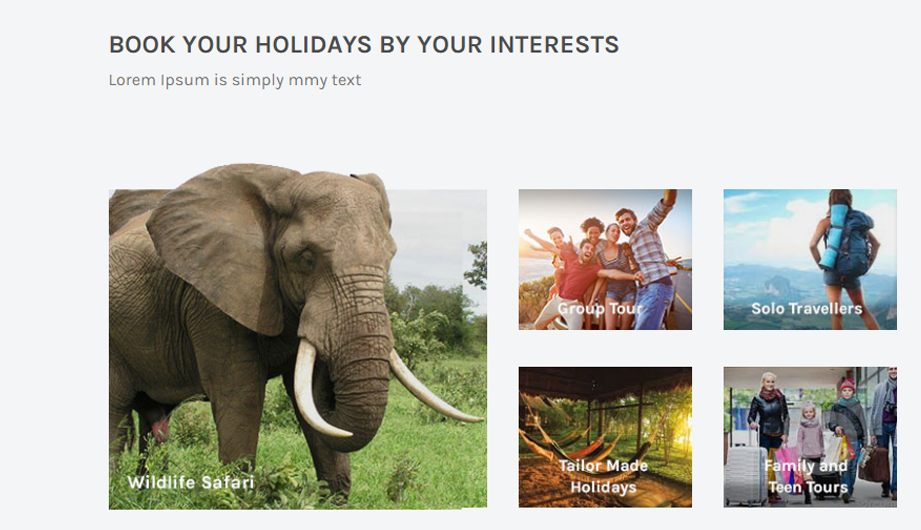 BOOK YOUR HOLIDAYS BY YOUR INTERESTS
Lorem Ipsum is simply mmy text
Wildlife Safari
Group Tour
Solo Travellers
Tailor Made
Holidays
Family and
Teen Tours